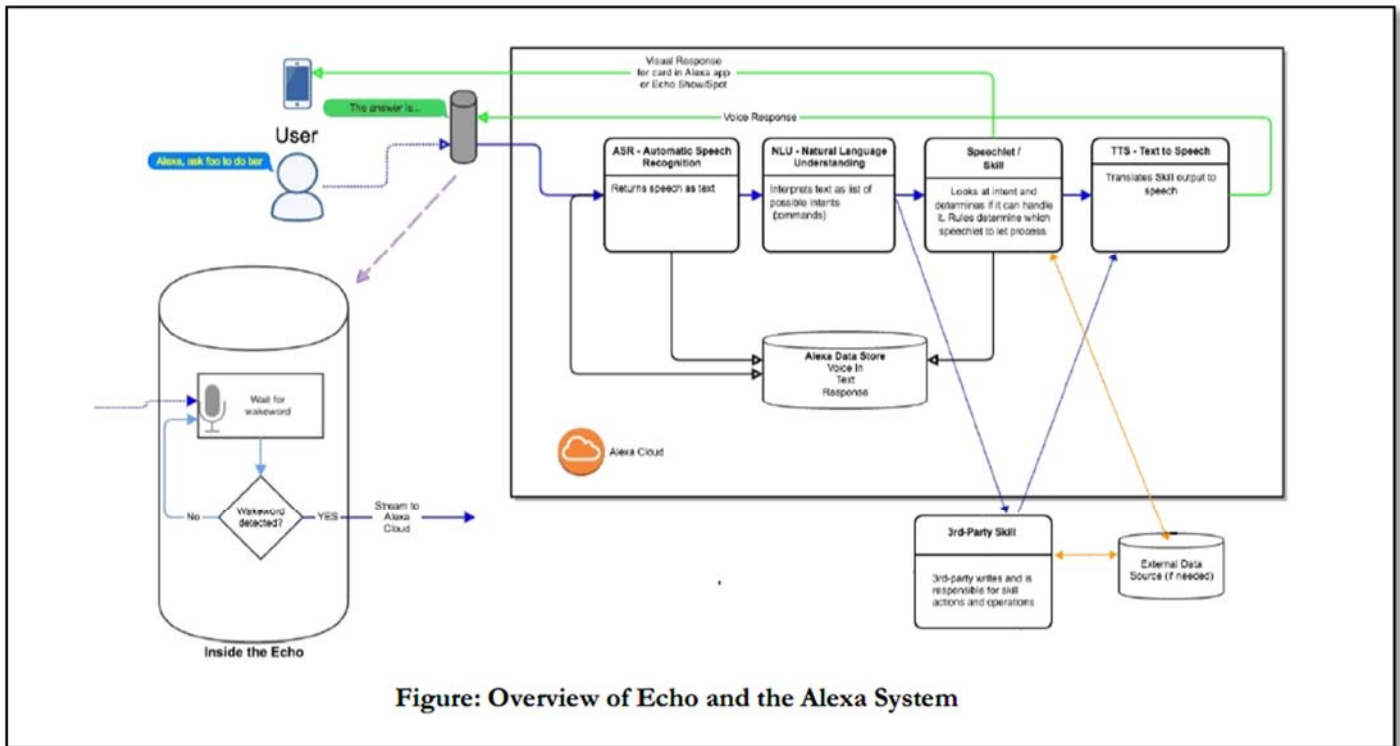 Visual Response
for card in Alexa app
or Echo Show/Spot
The answer is...
Voice Response
User
Alexa, ask foo to do bar
ASR - Automatic Speech
Recognition
Returns speech as text
NLU - Natural Language
Understanding
Interprets text as list of
possible intents
(commands)
Speechlet /
Skill
Looks at intent and
determines if it can handle
it. Rules determine which
speechlet to let process.
TTS - Text to Speech
Translates Skill output to
speech
Alexa Data Store
Voice In
Text
Response
Alexa Cloud
Wait for
wakeword
Wakeword
detected?
No
YES
Stream to
Alexa
Cloud
Inside the Echo
3rd-Party Skill
3rd-party writes and is
responsible for skill
actions and operations
External Data
Source (if needed)
Figure: Overview of Echo and the Alexa System